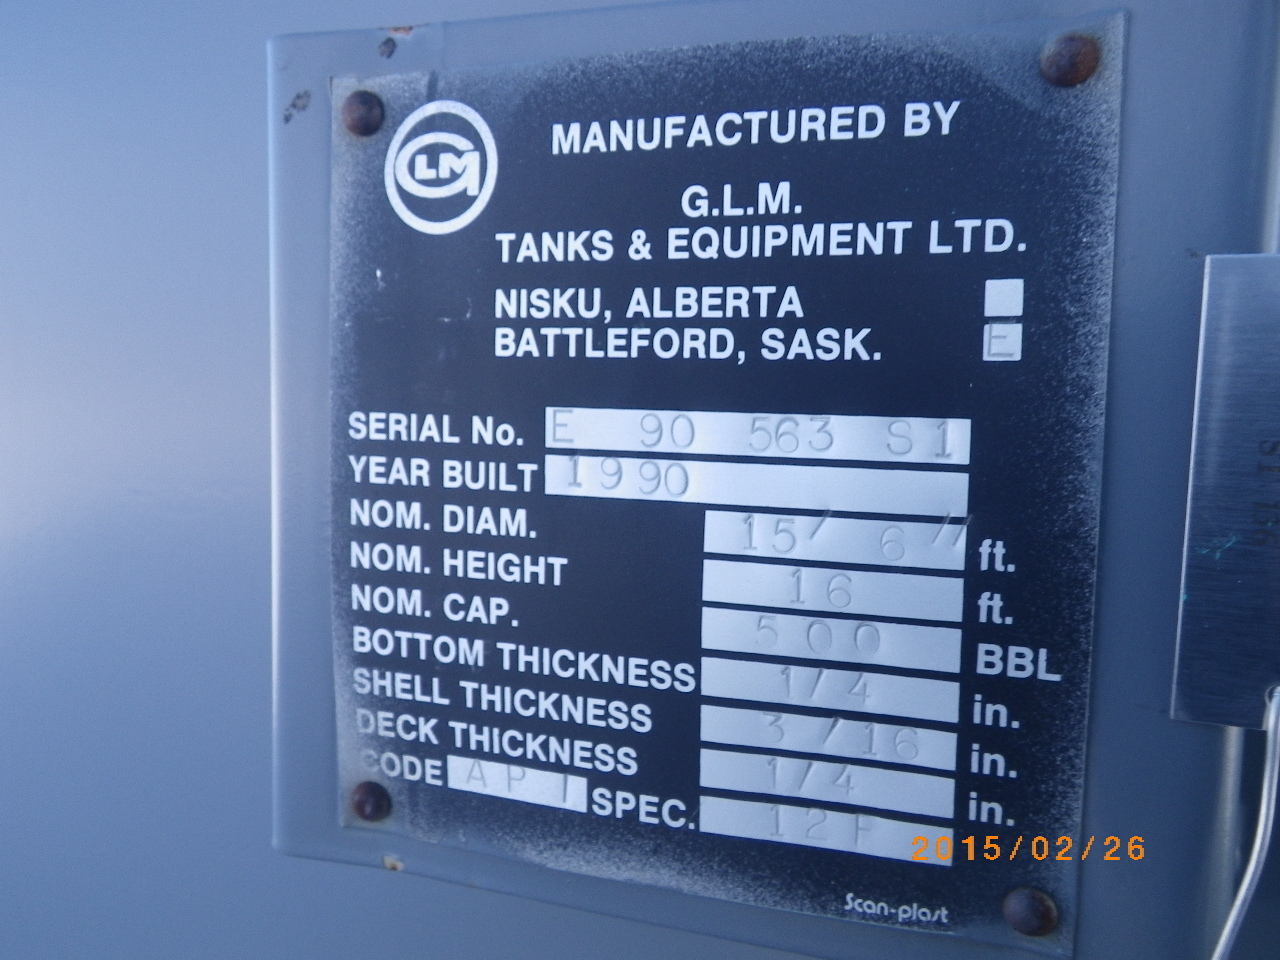 GLM
MANUFACTURED BY
G.L.M.
TANKS & EQUIPMENT LTD.
NISKU, ALBERTA
BATTLEFORD, SASK. E
SERIAL No. E 90 563 S1
YEAR BUILT 1990
NOM. DIAM. 15' 6" ft.
NOM. HEIGHT 16 ft.
NOM. CAP. 500 BBL
BOTTOM THICKNESS 1/4 in.
SHELL THICKNESS 3/16 in.
DECK THICKNESS 1/4 in.
CODE API SPEC. 12F
2015/02/26
Scan-plast